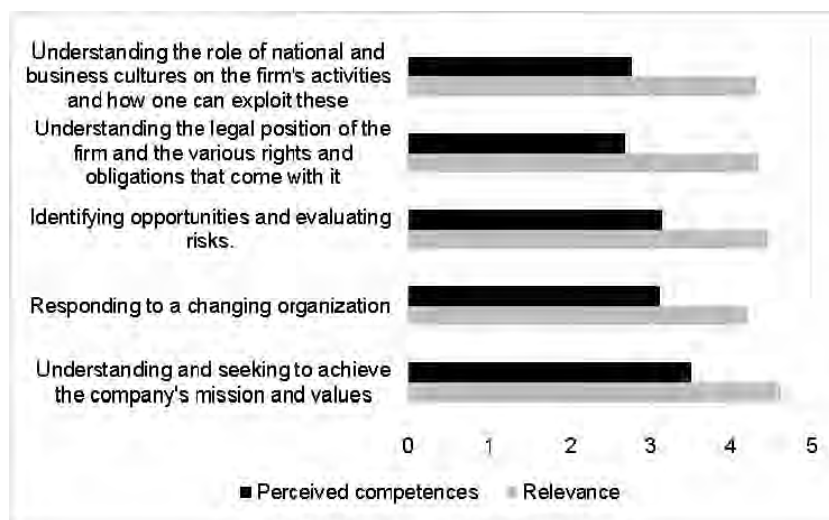 Understanding the role of national and
business cultures on the firm's activities
and how one can exploit these
Understanding the legal position of the
firm and the various rights and
obligations that come with it
Identifying opportunities and evaluating
risks.
Responding to a changing organization
Understanding and seeking to achieve
the company's mission and values
0 1 2 3 4 5
Perceived competences Relevance